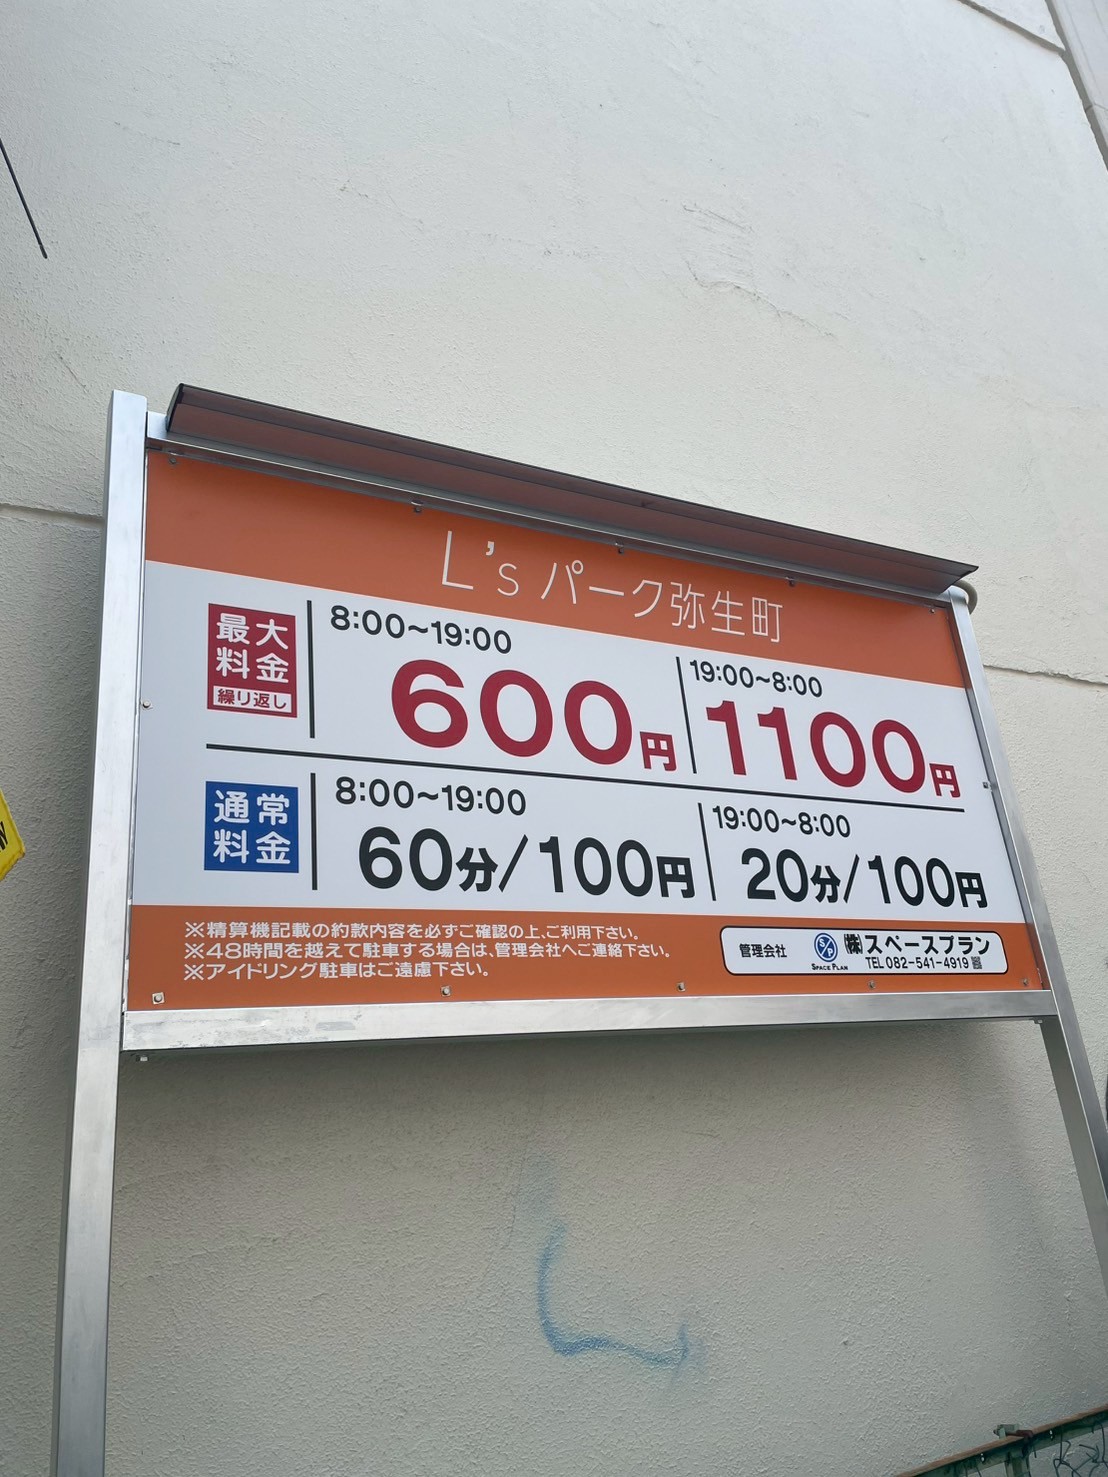 L's パーク弥生町
最大料金
繰り返し
8:00~19:00
600円
19:00~8:00
1100円
通常料金
8:00~19:00
60分/100円
19:00~8:00
20分/100円
※精算機記載の約款内容を必ずご確認の上、ご利用下さい。
※48時間を越えて駐車する場合は、管理会社へご連絡下さい。
※アイドリング駐車はご遠慮下さい。
管理会社
S/P
SPACE PLAN
(株)スペースプラン
TEL 082-541-4919